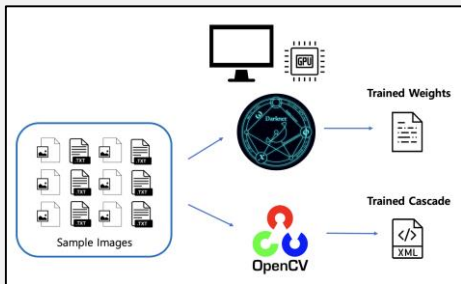 GPU
Darknet
Trained Weights
TXT TXT
TXT TXT
TXT TXT
Sample Images
OpenCV
Trained Cascade
</>
XML